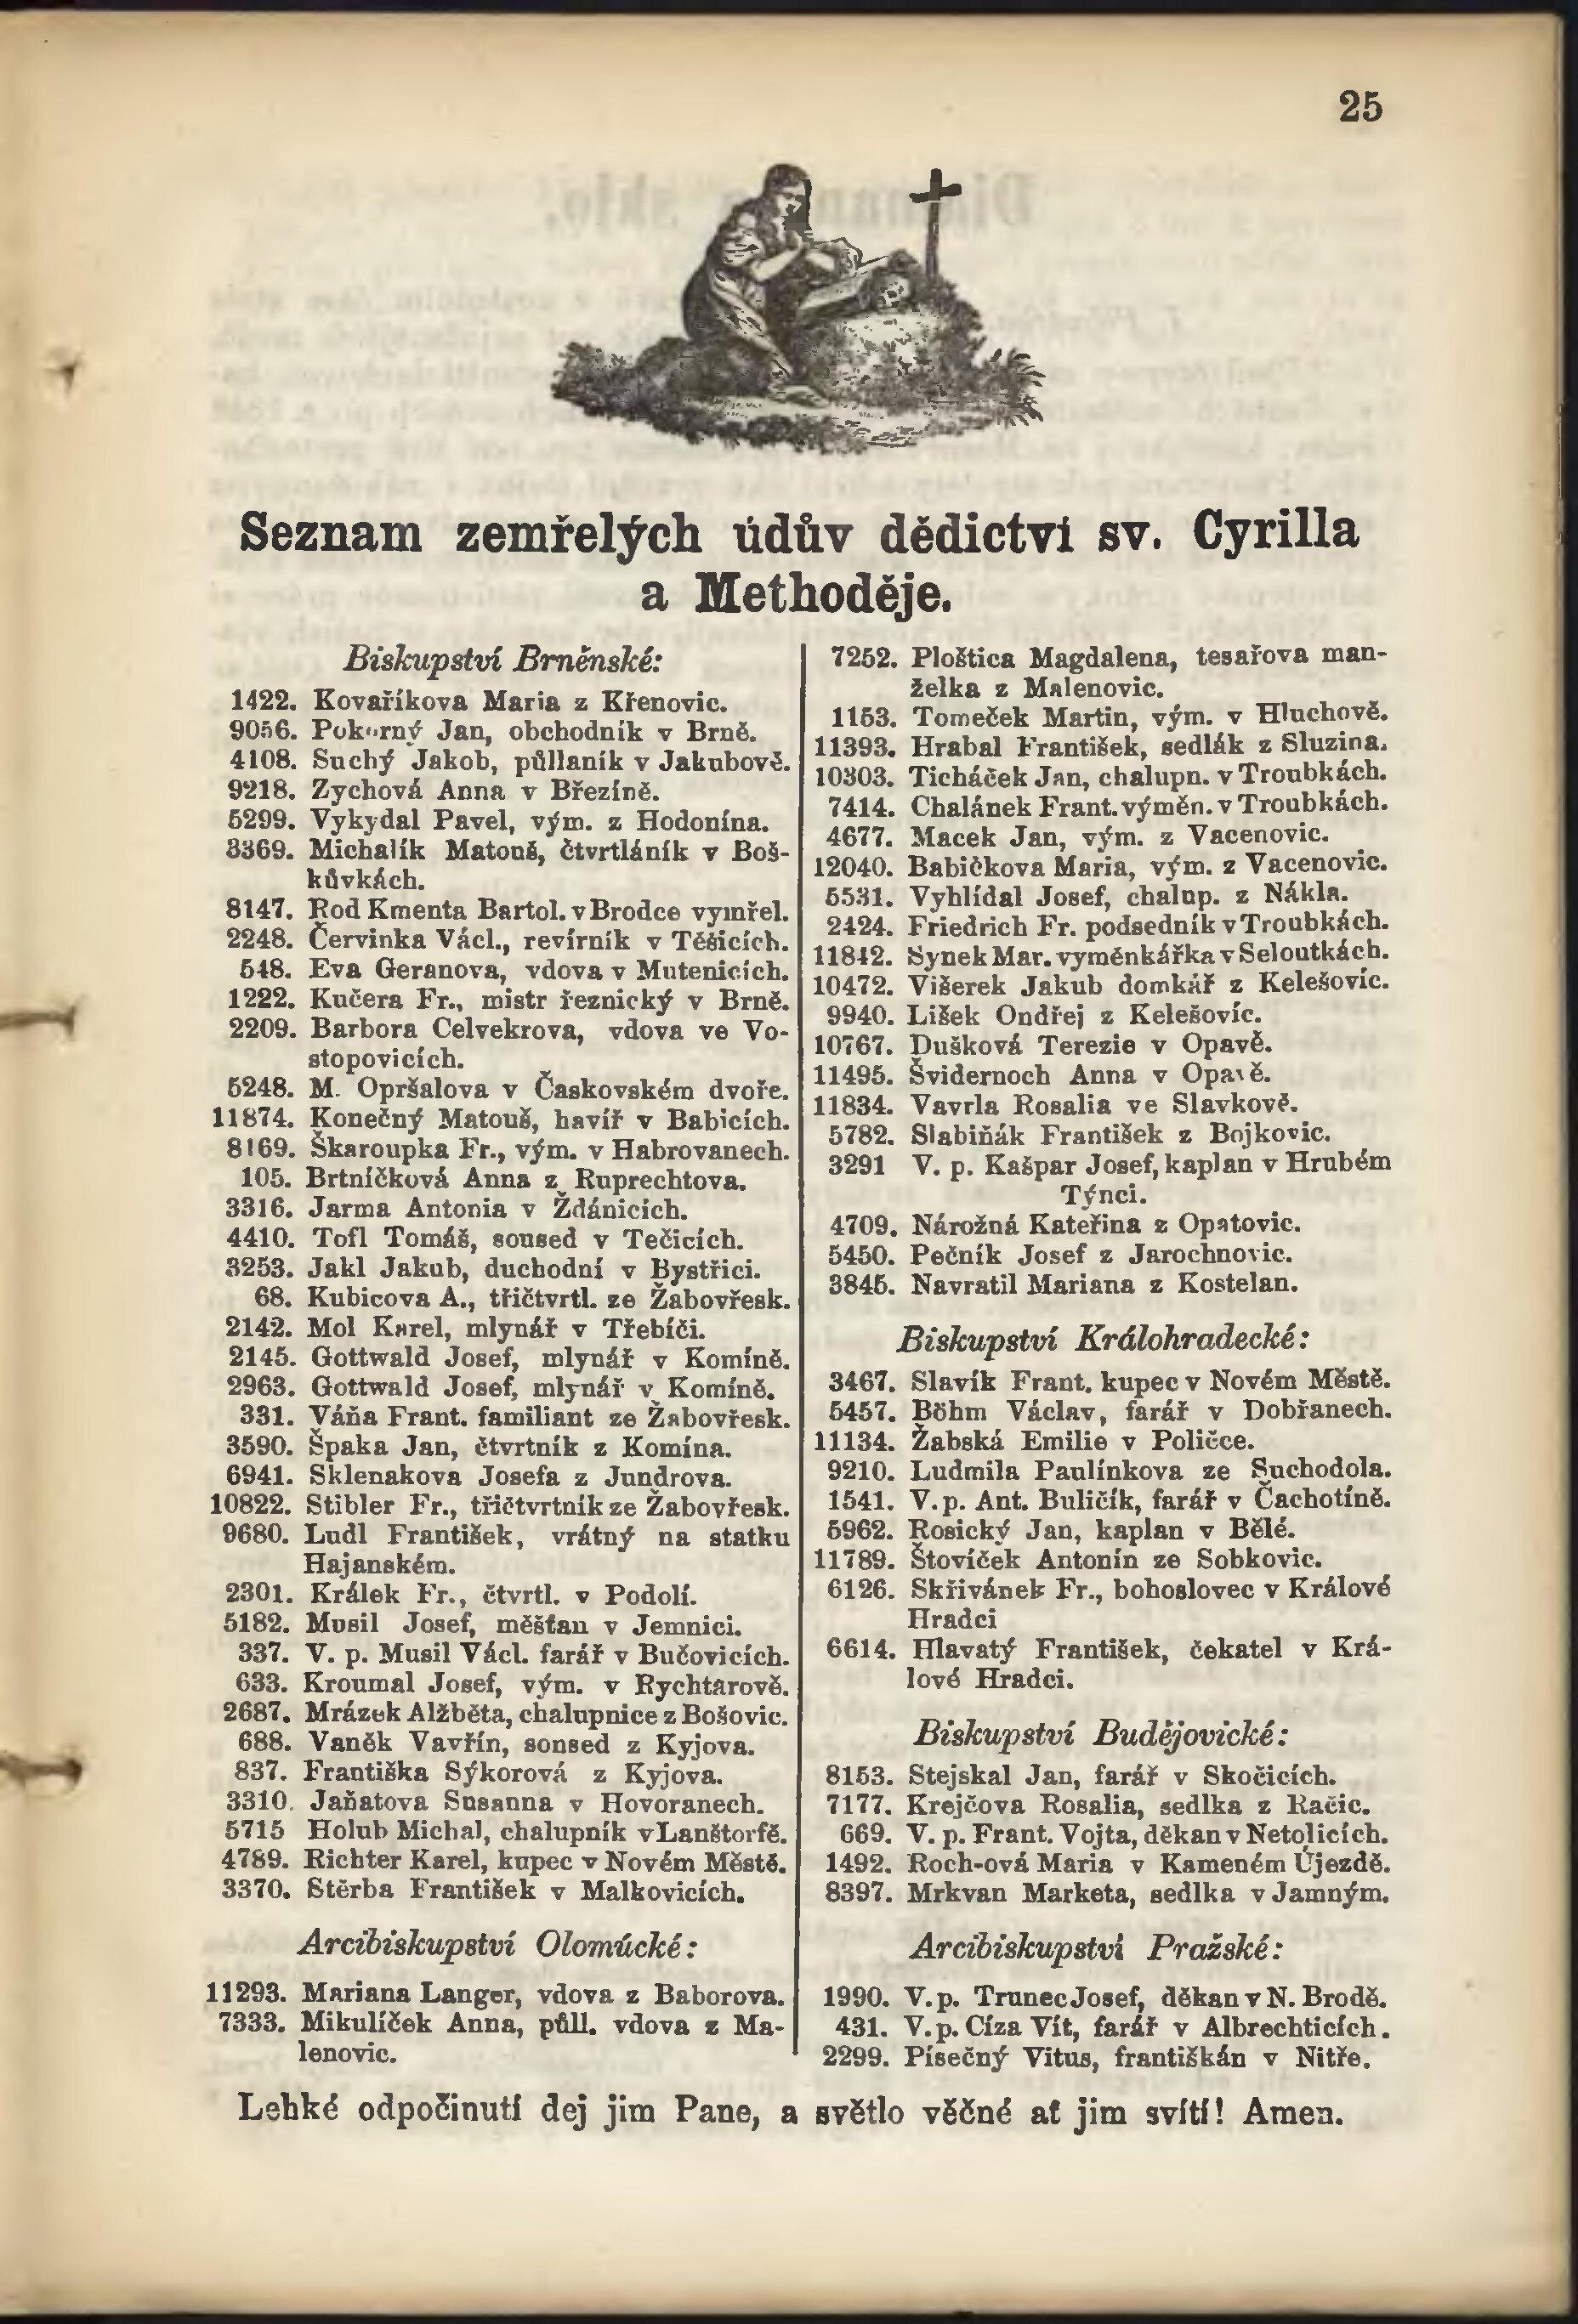 25
Seznam zemřelých údův dědictví sv. Cyrilla
a Methoděje.
Biskupství Brněnské:
1422. Kovaříkova Maria z Křenovic.
9056. Pokorný Jan, obchodník v Brně.
4108. Suchý Jakob, půllaník v Jakubově.
9218. Zychová Anna v Březíně.
5299. Vykydal Pavel, vým. z Hodonína.
3369. Michalík Matouš, čtvrtláník v Boš-
kůvkách.
8147. Rod Kmenta Bartol. v Brodce vymřel.
2248. Červinka Václ., revírník v Těšicích.
548. Eva Geranova, vdova v Mutenicích.
1222. Kučera Fr., mistr řeznický v Brně.
2209. Barbora Celvekrova, vdova ve Vo-
stopovicích.
5248. M. Opršalova v Časkovském dvoře.
11874. Konečný Matouš, havíř v Babicích.
8169. Škaroupka Fr., vým. v Habrovanech.
105. Brtníčková Anna z Ruprechtova.
3316. Jarma Antonia v Ždánicích.
4410. Tofl Tomáš, soused v Tečicích.
3253. Jakl Jakub, duchodní v Bystřici.
68. Kubicova A., třičtvrtl. ze Žabovřesk.
2142. Mol Karel, mlynář v Třebíči.
2145. Gottwald Josef, mlynář v Komíně.
2963. Gottwald Josef, mlynář v Komíně.
331. Váňa Frant. familiant ze Žabovřesk.
3590. Špaka Jan, čtvrtník z Komína.
6941. Sklenakova Josefa z Jundrova.
10822. Stibler Fr., třičtvrtník ze Žabovřesk.
9680. Ludl František, vrátný na statku
Hajanském.
2301. Králek Fr., čtvrtl. v Podolí.
5182. Musil Josef, měšťan v Jemnici.
337. V. p. Musil Václ. farář v Bučovicích.
633. Kroumal Josef, vým. v Rychtarově.
2687. Mrázek Alžběta, chalupnice z Bošovic.
688. Vaněk Vavřín, sonsed z Kyjova.
837. Františka Sýkorová z Kyjova.
3310. Jaňatova Susanna v Hovoranech.
5715 Holub Michal, chalupník v Lanštorfě.
4789. Richter Karel, kupec v Novém Městě.
3370. Stěrba František v Malkovicích.
Arcibiskupství Olomúcké:
11293. Mariana Langer, vdova z Baborova.
7333. Mikulíček Anna, půll. vdova z Ma-
lenovic.
7252. Ploštica Magdalena, tesařova man-
želka z Malenovic.
1153. Tomeček Martin, vým. v Hluchově.
11393. Hrabal František, sedlák z Sluzina.
10303. Ticháček Jan, chalupn. v Troubkách.
7414. Chalánek Frant. výměn. v Troubkách.
4677. Macek Jan, vým. z Vacenovic.
12040. Babičkova Maria, vým. z Vacenovic.
5531. Vyhlídal Josef, chalup. z Nákla.
2424. Friedrich Fr. podsedník v Troubkách.
11842. Synek Mar. vyměnkářka v Seloutkách.
10472. Višerek Jakub domkář z Kelešovíc.
9940. Lišek Ondřej z Kelešovíc.
10767. Dušková Terezie v Opavě.
11495. Švidernoch Anna v Opavě.
11834. Vavrla Rosalia ve Slavkově.
5782. Slabiňák František z Bojkovic.
3291 V. p. Kašpar Josef, kaplan v Hrubém
Týnci.
4709. Nárožná Kateřina z Opatovic.
5450. Pečník Josef z Jarochnovic.
3845. Navratil Mariana z Kostelan.
Biskupství Králohradecké:
3467. Slavík Frant. kupec v Novém Městě.
5457. Böhm Václav, farář v Dobřanech.
11134. Žabská Emilie v Poličce.
9210. Ludmila Paulínkova ze Suchodola.
1541. V. p. Ant. Buličík, farář v Čachotíně.
5962. Rosický Jan, kaplan v Bělé.
11789. Štovíček Antonín ze Sobkovic.
6126. Skřivánek Fr., bohoslovec v Králové
Hradci
6614. Hlavatý František, čekatel v Krá-
lové Hradci.
Biskupství Budějovické:
8153. Stejskal Jan, farář v Skočicích.
7177. Krejčova Rosalia, sedlka z Račic.
669. V. p. Frant. Vojta, děkan v Netolicích.
1492. Roch-ová Maria v Kameném Újezdě.
8397. Mrkvan Marketa, sedlka v Jamným.
Arcibiskupství Pražské:
1990. V. p. Trunec Josef, děkan v N. Brodě.
431. V. p. Cíza Vít, farář v Albrechticích.
2299. Písečný Vitus, františkán v Nitře.
Lehké odpočinutí dej jim Pane, a světlo věčné ať jim svítí! Amen.